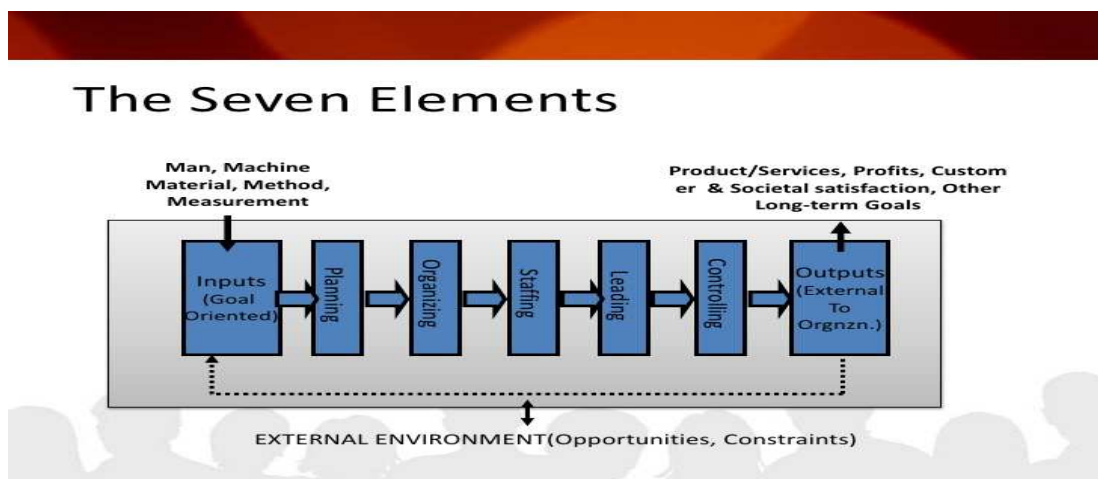 The Seven Elements
Man, Machine
Material, Method,
Measurement
Product/Services, Profits, Custom
er & Societal satisfaction, Other
Long-term Goals
Inputs
(Goal
Oriented)
Planning
Organizing
Staffing
Leading
Controlling
Outputs
(External
To
Orgnzn.)
EXTERNAL ENVIRONMENT(Opportunities, Constraints)